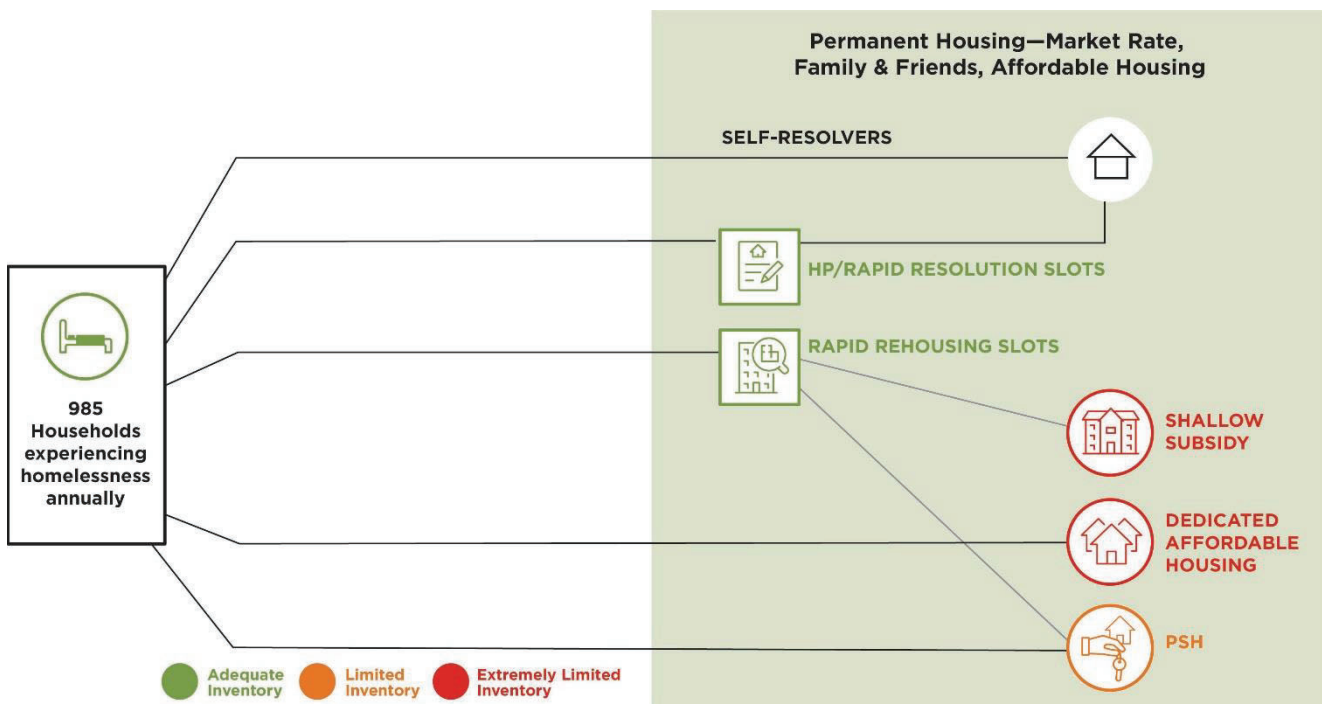 Permanent Housing—Market Rate,
Family & Friends, Affordable Housing
SELF-RESOLVERS
HP/RAPID RESOLUTION SLOTS
RAPID REHOUSING SLOTS
985
Households
experiencing
homelessness
annually
SHALLOW
SUBSIDY
DEDICATED
AFFORDABLE
HOUSING
PSH
Adequate
Inventory
Limited
Inventory
Extremely Limited
Inventory